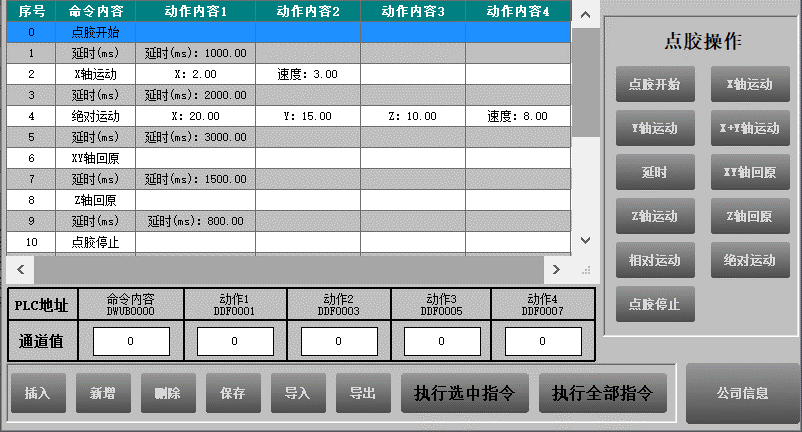 序号 命令内容 动作内容1 动作内容2 动作内容3 动作内容4
0 点胶开始
1 延时(ms) 延时(ms): 1000.00
2 X轴运动 X: 2.00 速度: 3.00
3 延时(ms) 延时(ms): 2000.00
4 绝对运动 X: 20.00 Y: 15.00 Z: 10.00 速度: 8.00
5 延时(ms) 延时(ms): 3000.00
6 XY轴回原
7 延时(ms) 延时(ms): 1500.00
8 Z轴回原
9 延时(ms) 延时(ms): 800.00
10 点胶停止
PLC地址 命令内容 动作1 动作2 动作3 动作4
DWUB0000 DDF0001 DDF0003 DDF0005 DDF0007
通道值 0 0 0 0 0
插入 新增 删除 保存 导入 导出 执行选中指令 执行全部指令
点胶操作
点胶开始 X轴运动
Y轴运动 X+Y轴运动
延时 XY轴回原
Z轴运动 Z轴回原
相对运动 绝对运动
点胶停止
公司信息